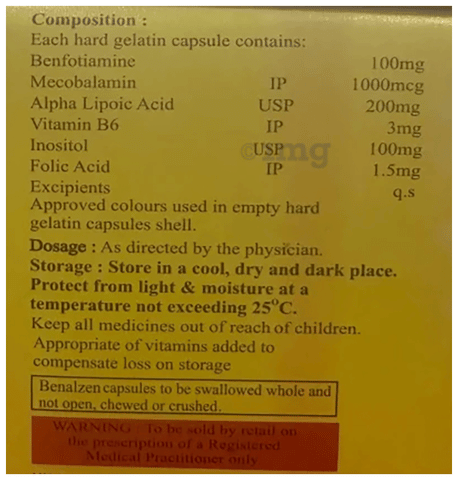 Composition :
Each hard gelatin capsule contains:
Benfotiamine 100mg
Mecobalamin IP 1000mcg
Alpha Lipoic Acid USP 200mg
Vitamin B6 IP 3mg
Inositol USP 100mg
Folic Acid IP 1.5mg
Excipients q.s
Approved colours used in empty hard
gelatin capsules shell.
Dosage : As directed by the physician.
Storage : Store in a cool, dry and dark place.
Protect from light & moisture at a
temperature not exceeding 25°C.
Keep all medicines out of reach of children.
Appropriate of vitamins added to
compensate loss on storage
Benalzen capsules to be swallowed whole and
not open, chewed or crushed.
WARNING : To be sold by retail on
the prescription of a Registered
Medical Practitioner only